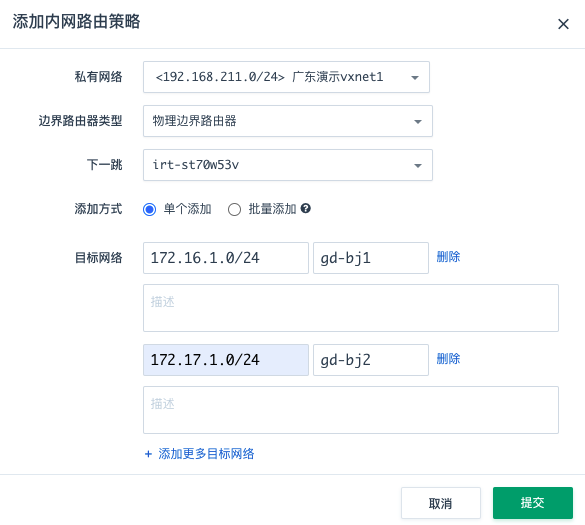 添加内网路由策略
私有网络 <192.168.211.0/24> 广东演示vxnet1
边界路由器类型 物理边界路由器
下一跳 irt-st70w53v
添加方式 单个添加 批量添加
目标网络 172.16.1.0/24 gd-bj1 删除
描述
172.17.1.0/24 gd-bj2 删除
描述
+ 添加更多目标网络
取消 提交